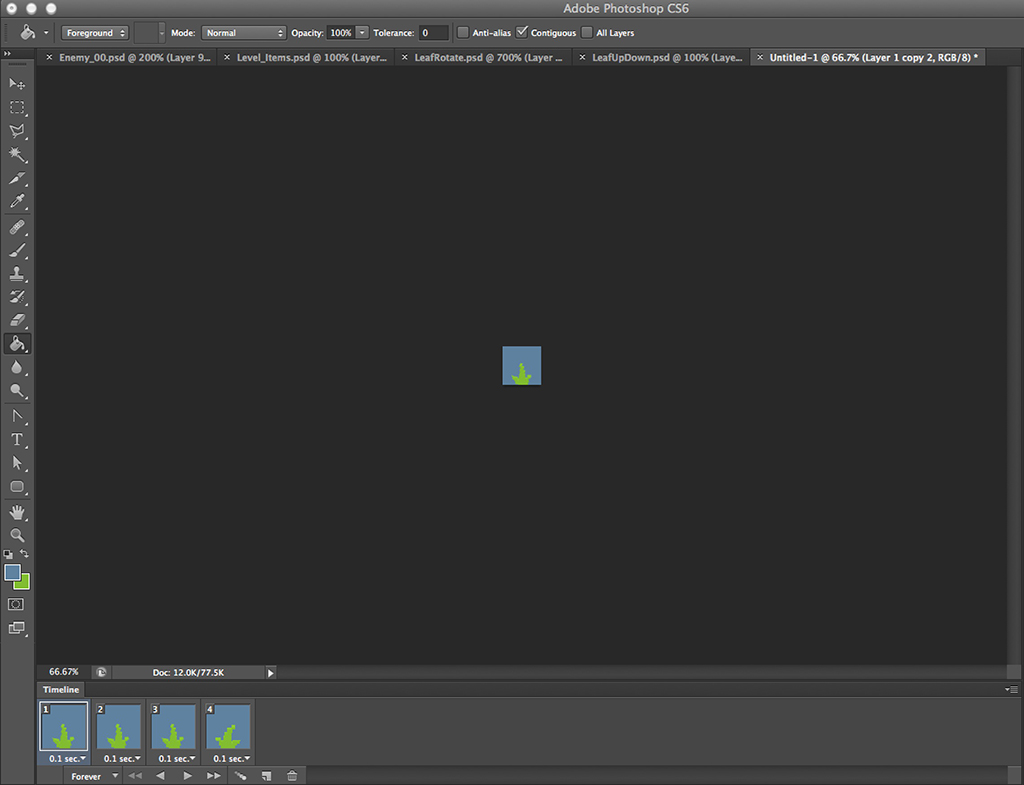 Adobe Photoshop CS6
Foreground Mode: Normal Opacity: 100% Tolerance: 0 Anti-alias Contiguous All Layers
Enemy_00.psd @ 200% (Layer 9... Level_Items.psd @ 100% (Layer... LeafRotate.psd @ 700% (Layer ... LeafUpDown.psd @ 100% (Laye... Untitled-1 @ 66.7% (Layer 1 copy 2, RGB/8) *
T
66.67% Doc: 12.0K/77.5K
Timeline
1 2 3 4
0.1 sec. 0.1 sec. 0.1 sec. 0.1 sec.
Forever